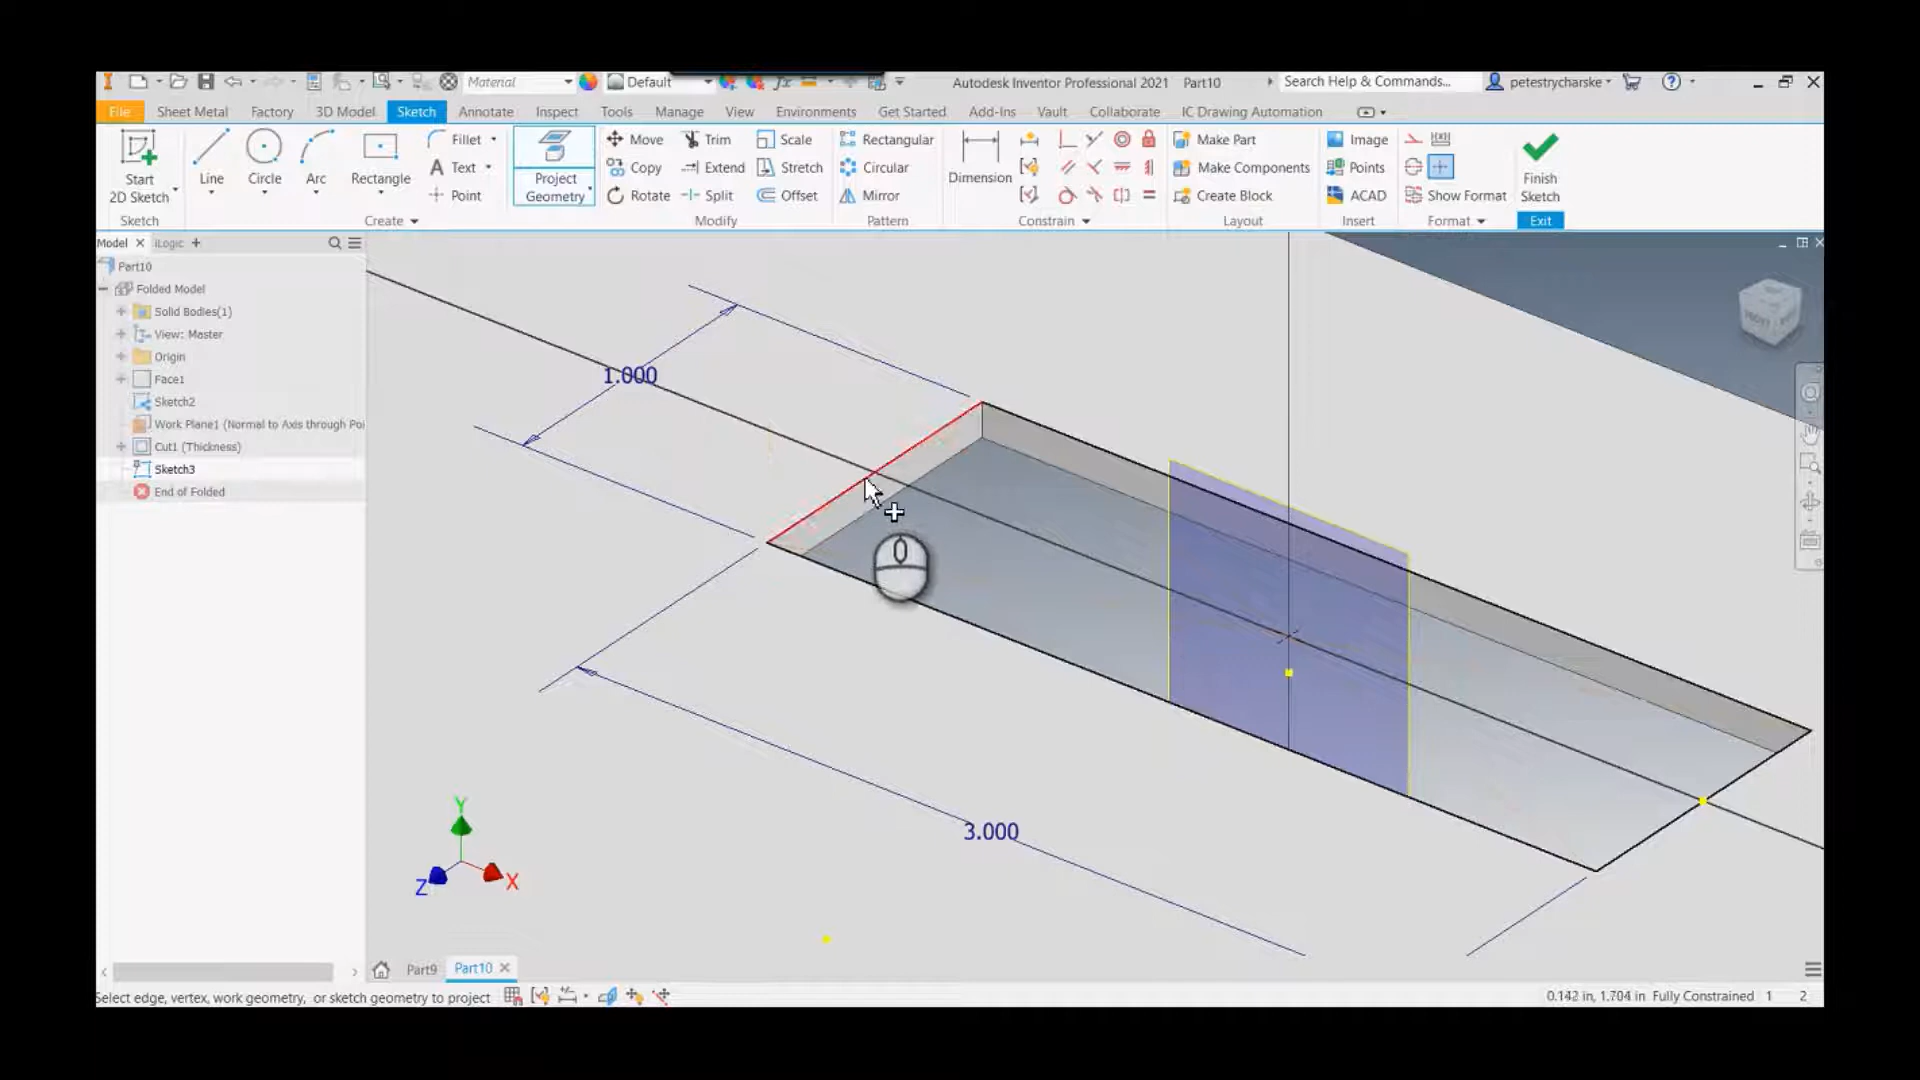 Material
Default
fx
Autodesk Inventor Professional 2021 Part10
Search Help & Commands...
petestrycharske
File Sheet Metal Factory 3D Model Sketch Annotate Inspect Tools Manage View Environments Get Started Add-Ins Vault Collaborate IC Drawing Automation
Start
2D Sketch
Line
Circle
Arc
Rectangle
Fillet
Text
Point
Project
Geometry
Move
Copy
Rotate
Trim
Extend
Split
Scale
Stretch
Offset
Rectangular
Circular
Mirror
Dimension
Make Part
Make Components
Create Block
Image
Points
ACAD
Show Format
Finish
Sketch
Sketch Create Modify Pattern Constrain Layout Insert Format Exit
Model iLogic
Part10
Folded Model
Solid Bodies(1)
View: Master
Origin
Face1
Sketch2
Work Plane1 (Normal to Axis through Poi
Cut1 (Thickness)
Sketch3
End of Folded
1.000
3.000
Y
Z X
Part9 Part10
Select edge, vertex, work geometry, or sketch geometry to project
0.142 in, 1.704 in Fully Constrained 1 2